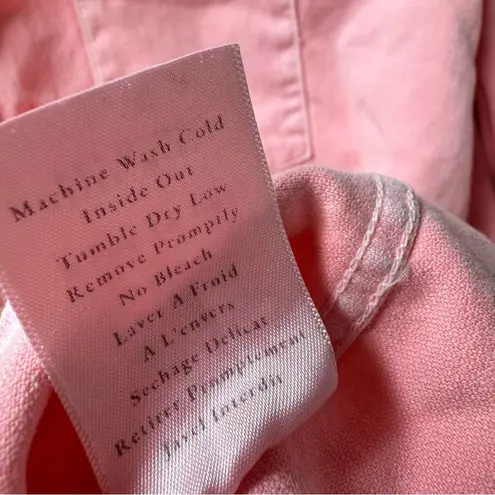 Machine Wash Cold
Inside Out
Tumble Dry Low
Remove Promptly
No Bleach
Laver A Froid
A L'envers
Sechage Delicat
Retirer Promplement
Javel Interdit